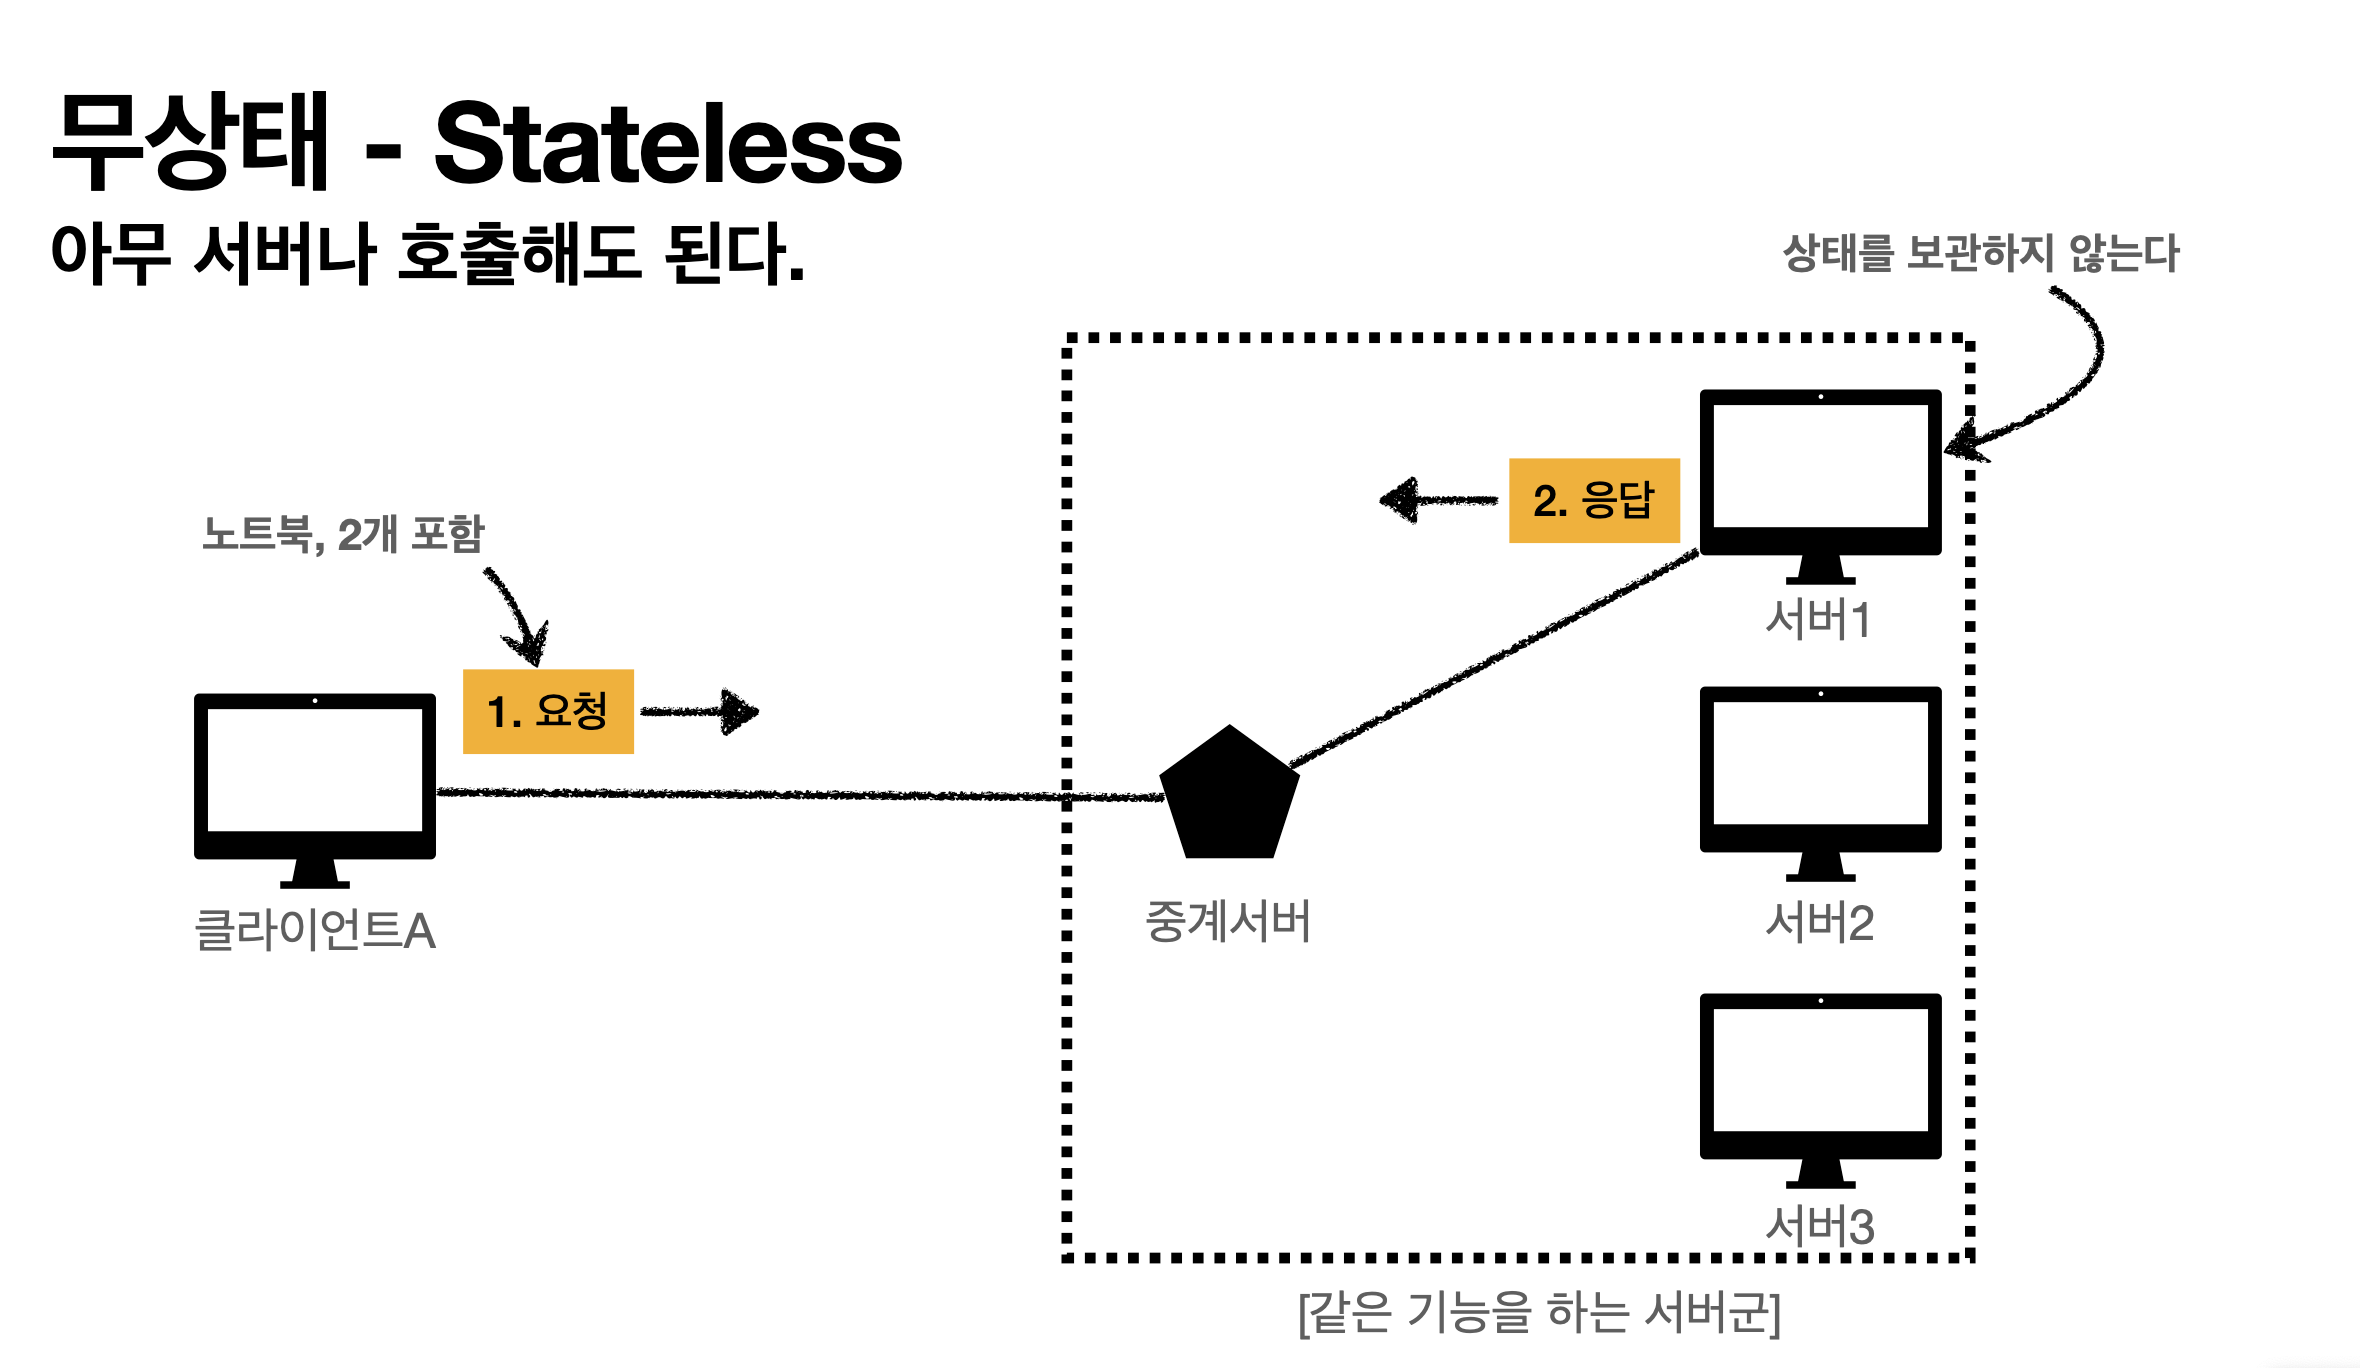 무상태 - Stateless
아무 서버나 호출해도 된다.
상태를 보관하지 않는다
노트북, 2개 포함
2. 응답
1. 요청
서버1
클라이언트A
중계서버
서버2
서버3
[같은 기능을 하는 서버군]